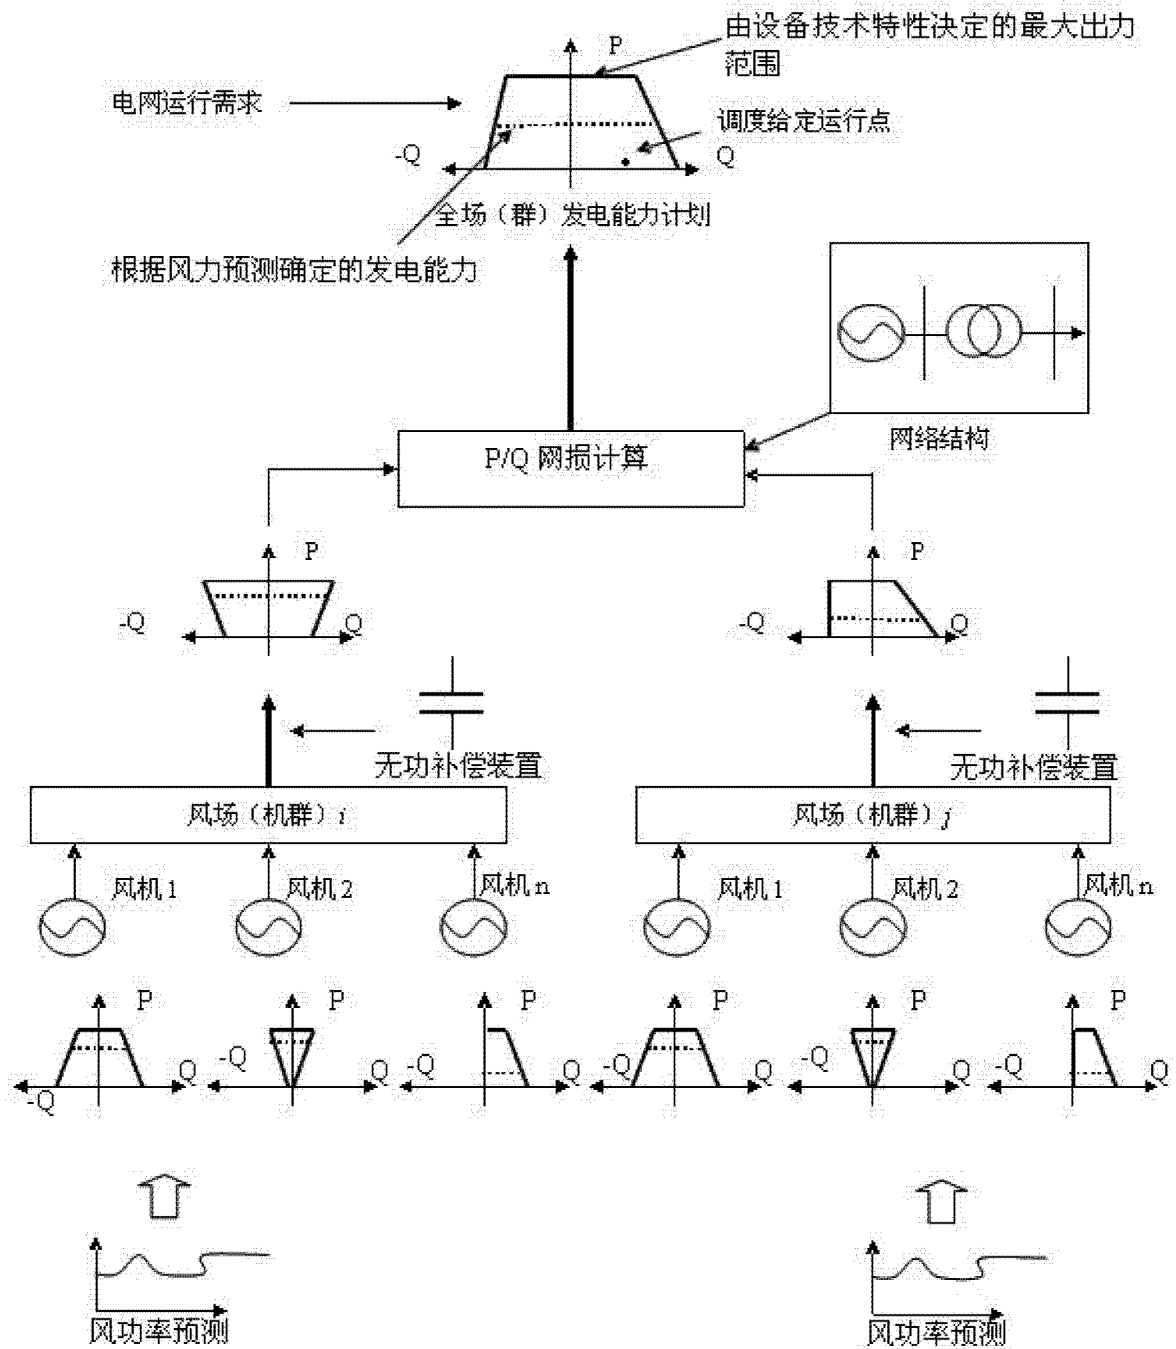 由设备技术特性决定的最大出力
范围
P
电网运行需求
调度给定运行点
-Q
Q
全场（群）发电能力计划
根据风力预测确定的发电能力
网络结构
P/Q 网损计算
P
P
-Q
Q
-Q
Q
无功补偿装置
无功补偿装置
风场（机群）i
风场（机群）j
风机 1
风机 2
风机 n
风机 1
风机 2
风机 n
P
P
P
P
P
P
-Q
Q
-Q
Q
-Q
Q
-Q
Q
-Q
Q
-Q
Q
风功率预测
风功率预测